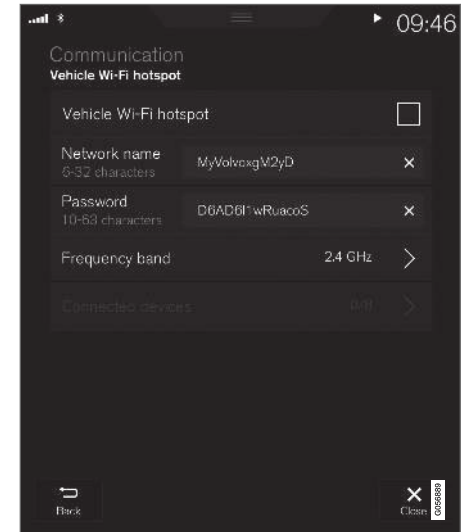 09:46
Communication
Vehicle Wi-Fi hotspot
Vehicle Wi-Fi hotspot
Network name
6-32 characters
MyVolvoxgM2yD
Password
10-63 characters
D6AD6l1wRuacoS
Frequency band
2.4 GHz
Connected devices
0/8
Back
Close
G056889